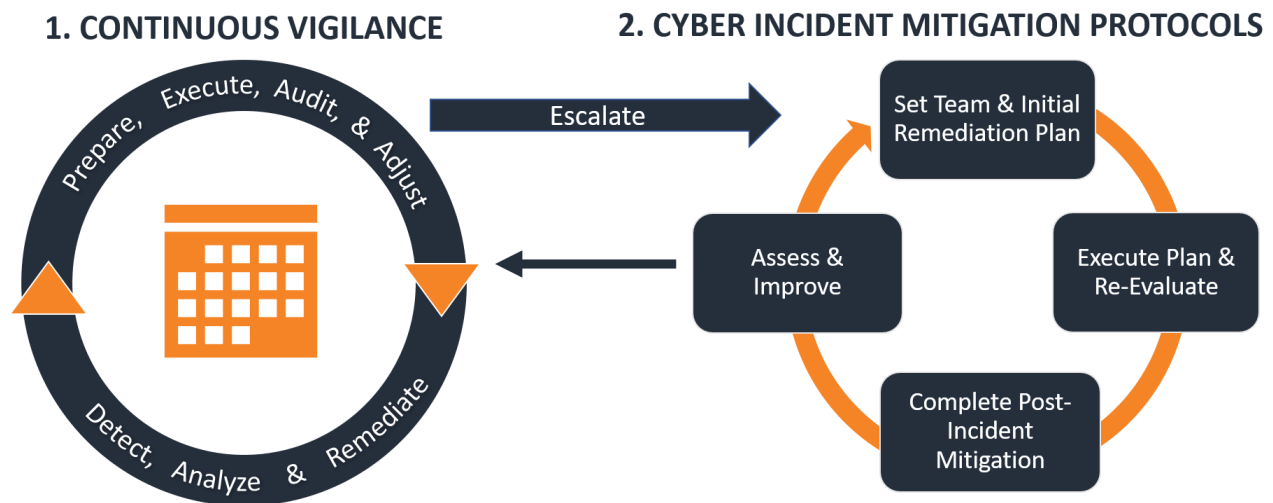 1. CONTINUOUS VIGILANCE
Prepare, Execute, Audit, & Adjust
Detect, Analyze & Remediate
Escalate
2. CYBER INCIDENT MITIGATION PROTOCOLS
Set Team & Initial
Remediation Plan
Execute Plan &
Re-Evaluate
Complete Post-
Incident
Mitigation
Assess &
Improve